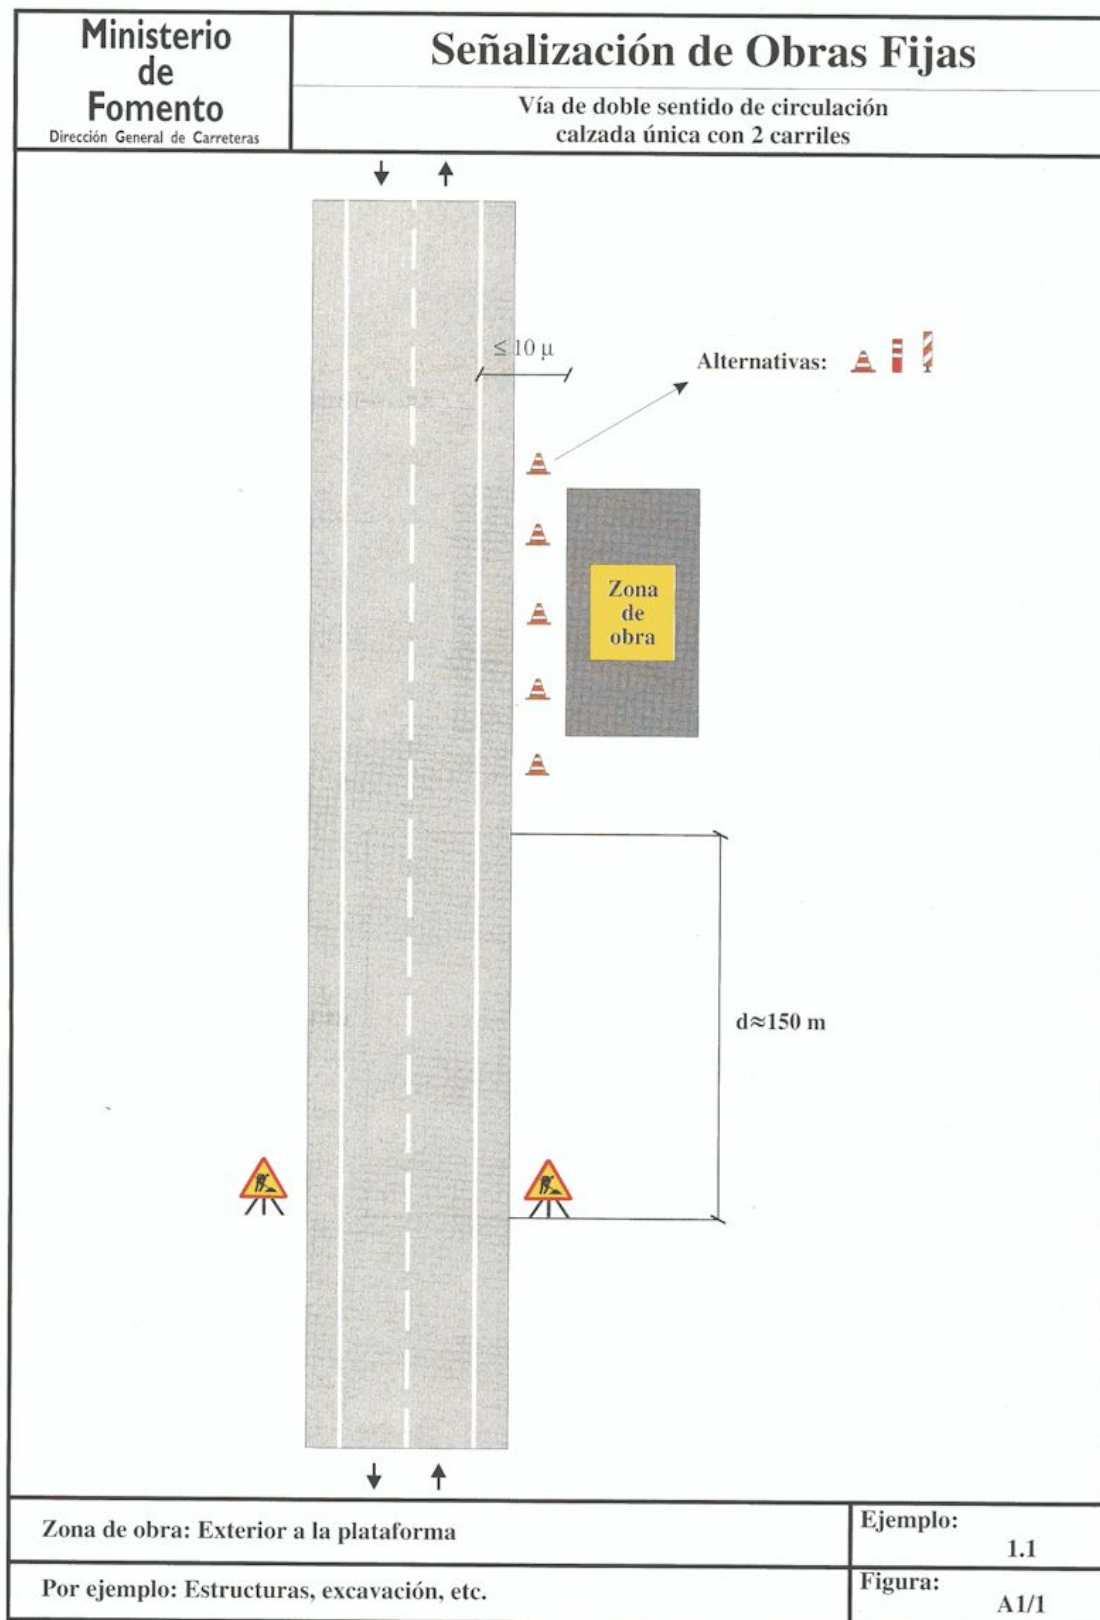 Ministerio
de
Fomento
Dirección General de Carreteras
Señalización de Obras Fijas
Vía de doble sentido de circulación
calzada única con 2 carriles
≤ 10 μ
Alternativas:
Zona
de
obra
d≈150 m
Zona de obra: Exterior a la plataforma
Ejemplo:
1.1
Por ejemplo: Estructuras, excavación, etc.
Figura:
A1/1